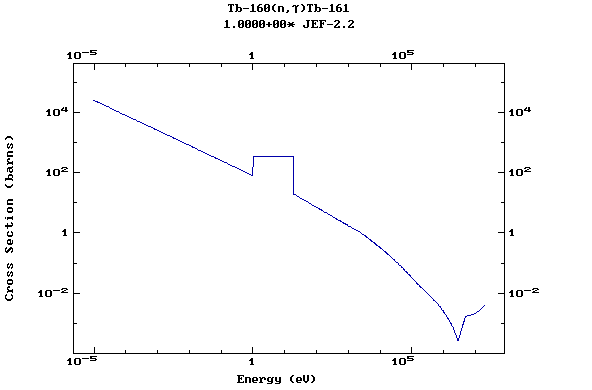 Tb-160(n,γ)Tb-161
1.0000+00* JEF-2.2
10-5 1 105
104 104
102 102
1 1
10-2 10-2
10-5 1 105
Cross Section (barns)
Energy (eV)